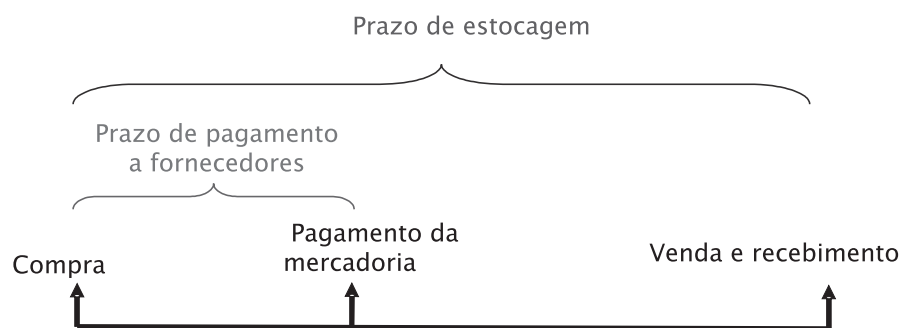 Prazo de estocagem
Prazo de pagamento
a fornecedores
Compra
Pagamento da
mercadoria
Venda e recebimento